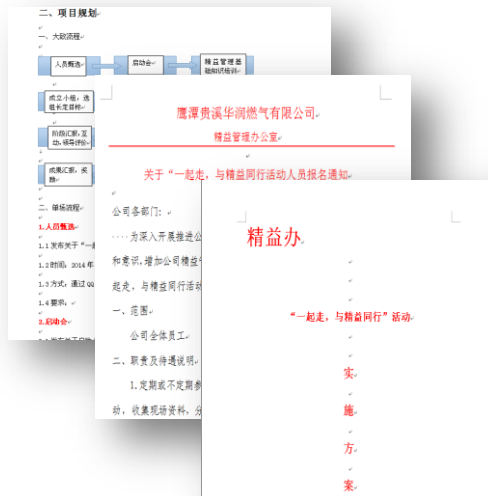 二、项目规划
一、大致流程
人员甄选
启动会
精益管理基
础知识培训
成立小组，选
组长定目标
阶段汇报，互
动，领导评价
成果汇报，奖
励
二、单场流程
1.人员甄选
1.1 发布关于“一起
1.2 时间：2014 年
1.3 方式：通过 QQ
1.4 要求：
2.启动会
鹰潭贵溪华润燃气有限公司
精益管理办公室
关于“一起走，与精益同行活动人员报名通知
公司各部门：
为深入开展推进公
和意识，增加公司精益
起走，与精益同行活动
一、范围
公司全体员工
二、职责及待遇说明
1.定期或不定期参
动，收集现场资料，分
精益办
“一起走，与精益同行”活动
实
施
方
案